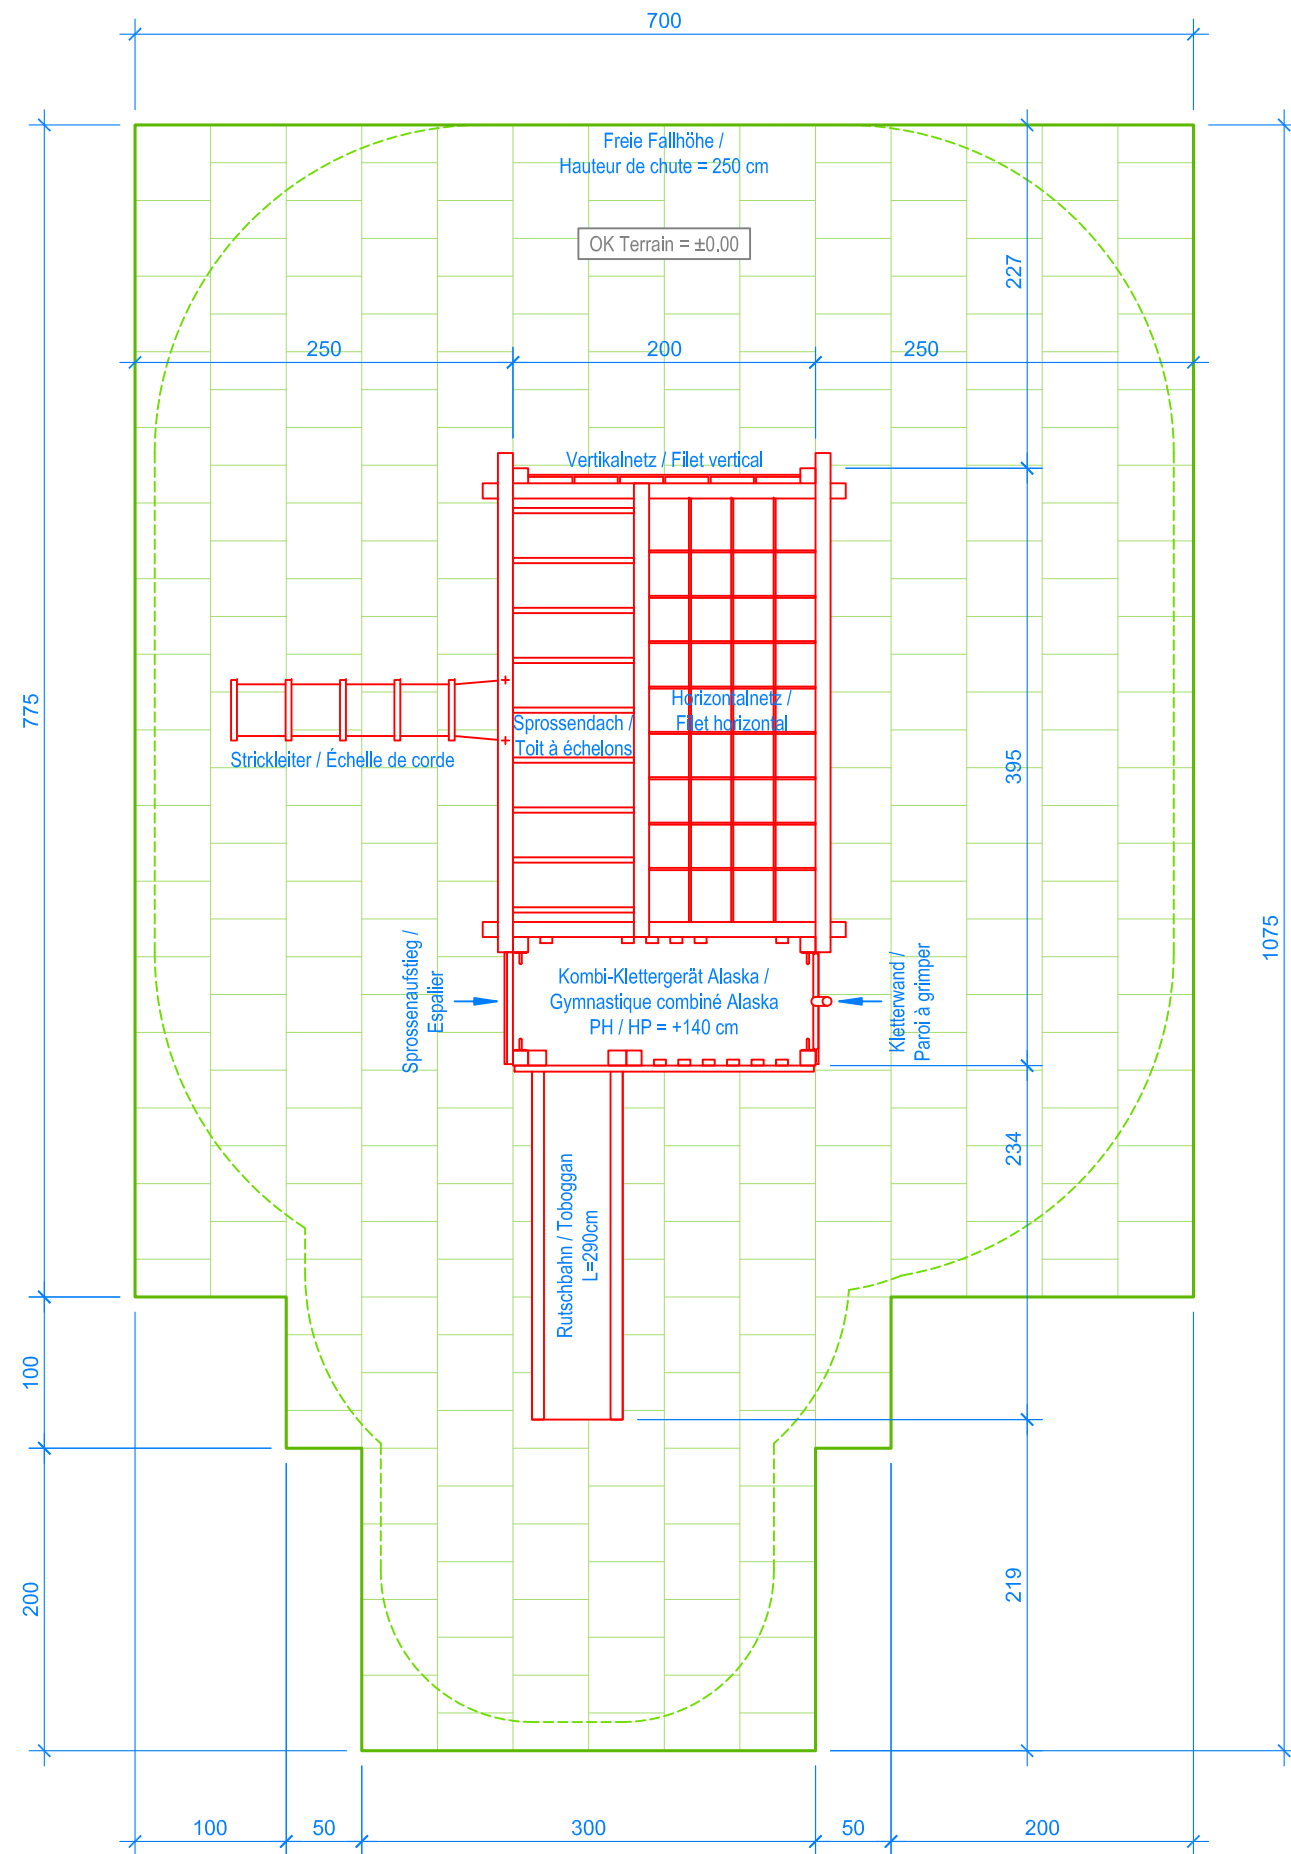 700
Freie Fallhöhe /
Hauteur de chute = 250 cm
OK Terrain = ±0.00
227
250
200
250
Vertikalnetz / Filet vertical
775
Horizontalnetz /
Filet horizontal
Sprossendach /
Toit à échelons
Strickleiter / Échelle de corde
395
1075
Sprossenaufstieg /
Espalier
Kombi-Klettergerät Alaska /
Gymnastique combiné Alaska
PH / HP = +140 cm
Kletterwand /
Paroi à grimper
234
Rutschbahn / Toboggan
L=290cm
100
200
219
100
50
300
50
200